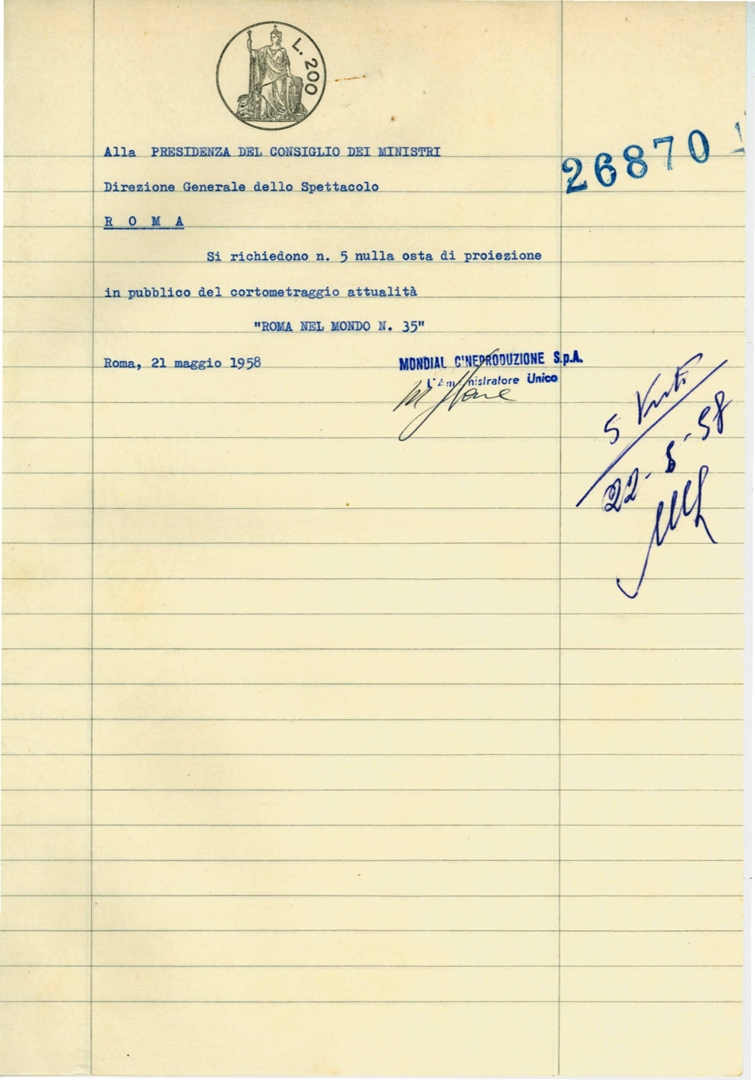 L. 200
Alla PRESIDENZA DEL CONSIGLIO DEI MINISTRI
26870
Direzione Generale dello Spettacolo
R O M A
Si richiedono n. 5 nulla osta di proiezione
in pubblico del cortometraggio attualità
"ROMA NEL MONDO N. 35"
Roma, 21 maggio 1958
MONDIAL CINEPRODUZIONE S.p.A.
L'Amministratore Unico
5 Visti
22-5-58